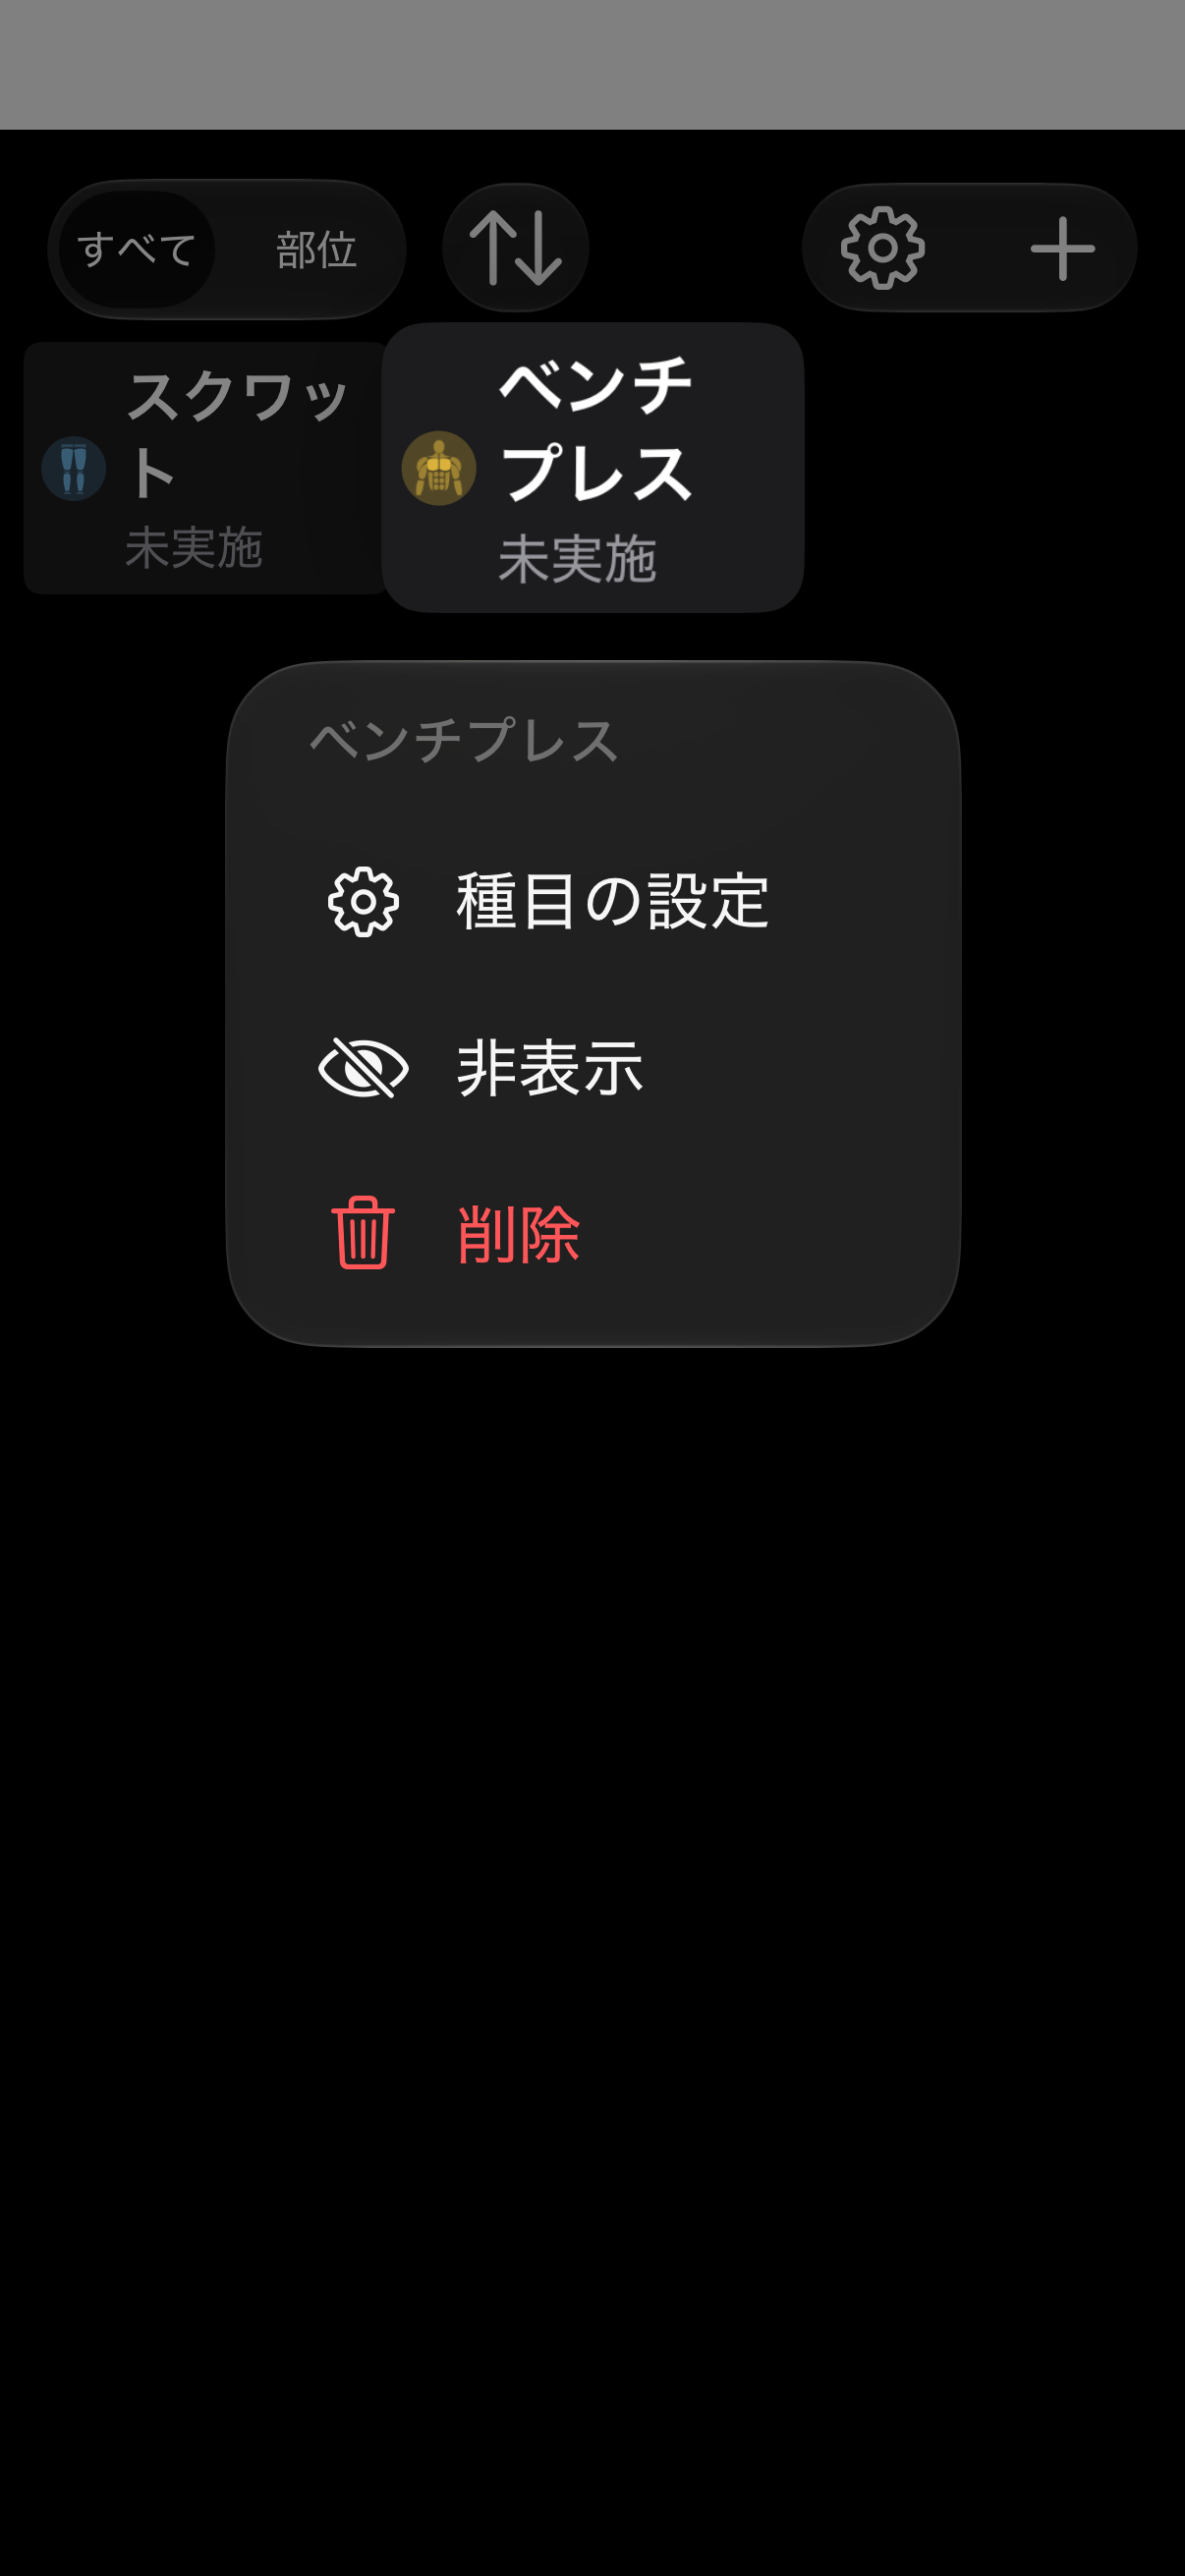 すべて
部位
スクワッ
ト
未実施
ベンチ
プレス
未実施
ベンチプレス
種目の設定
非表示
削除